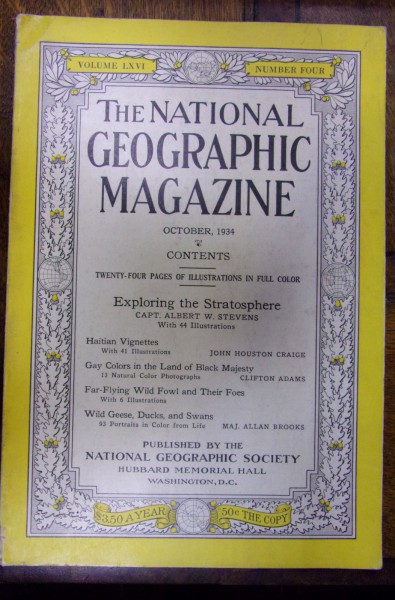 VOLUME LXVI
NUMBER FOUR
THE NATIONAL
GEOGRAPHIC
MAGAZINE
OCTOBER, 1934
CONTENTS
TWENTY-FOUR PAGES OF ILLUSTRATIONS IN FULL COLOR
Exploring the Stratosphere
CAPT. ALBERT W. STEVENS
With 44 Illustrations
Haitian Vignettes
With 41 Illustrations JOHN HOUSTON CRAIGE
Gay Colors in the Land of Black Majesty
13 Natural Color Photographs CLIFTON ADAMS
Far-Flying Wild Fowl and Their Foes
With 6 Illustrations
Wild Geese, Ducks, and Swans
93 Portraits in Color from Life MAJ. ALLAN BROOKS
PUBLISHED BY THE
NATIONAL GEOGRAPHIC SOCIETY
HUBBARD MEMORIAL HALL
WASHINGTON, D.C.
$3.50 A YEAR
50¢ THE COPY